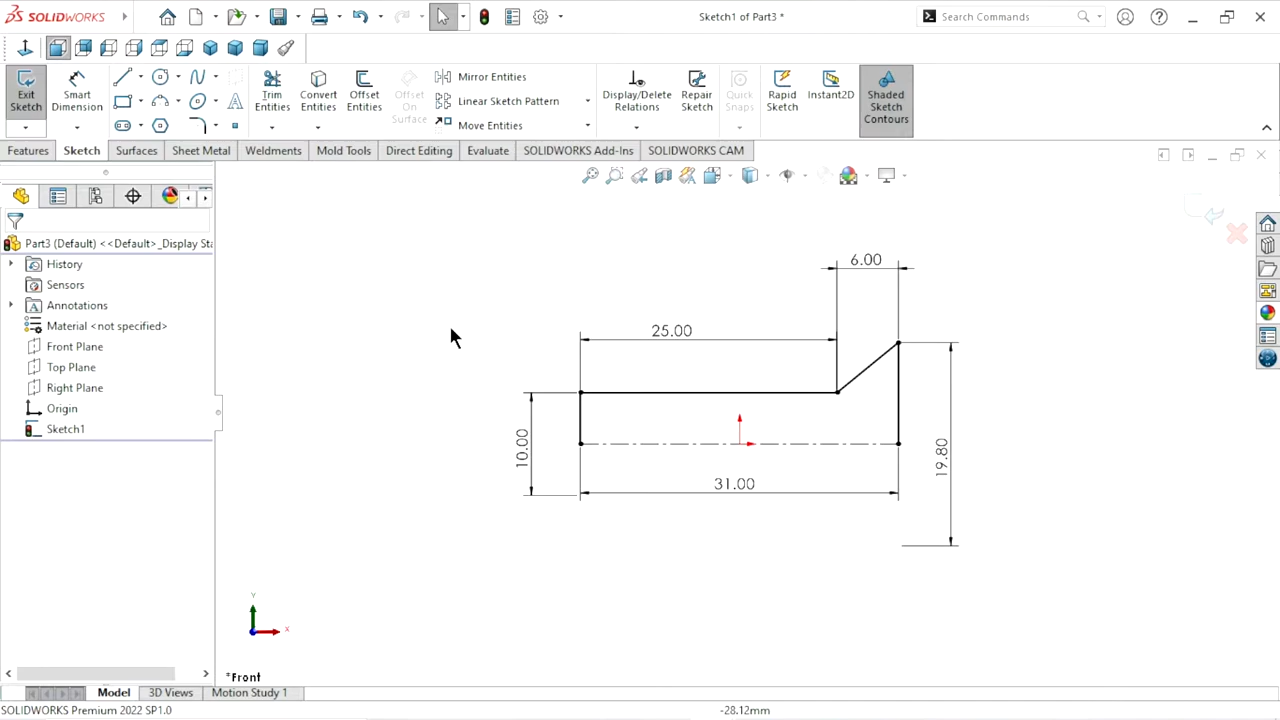 SOLIDWORKS
Sketch1 of Part3 *
Search Commands
Exit Sketch
Smart Dimension
Trim Entities
Convert Entities
Offset Entities
Offset On Surface
Mirror Entities
Linear Sketch Pattern
Move Entities
Display/Delete Relations
Repair Sketch
Quick Snaps
Rapid Sketch
Instant2D
Shaded Sketch Contours
Features
Sketch
Surfaces
Sheet Metal
Weldments
Mold Tools
Direct Editing
Evaluate
SOLIDWORKS Add-Ins
SOLIDWORKS CAM
Part3 (Default) <<Default>_Display Sta
History
Sensors
Annotations
Material <not specified>
Front Plane
Top Plane
Right Plane
Origin
Sketch1
6.00
25.00
10.00
19.80
31.00
Y
X
*Front
Model
3D Views
Motion Study 1
SOLIDWORKS Premium 2022 SP1.0
-28.12mm